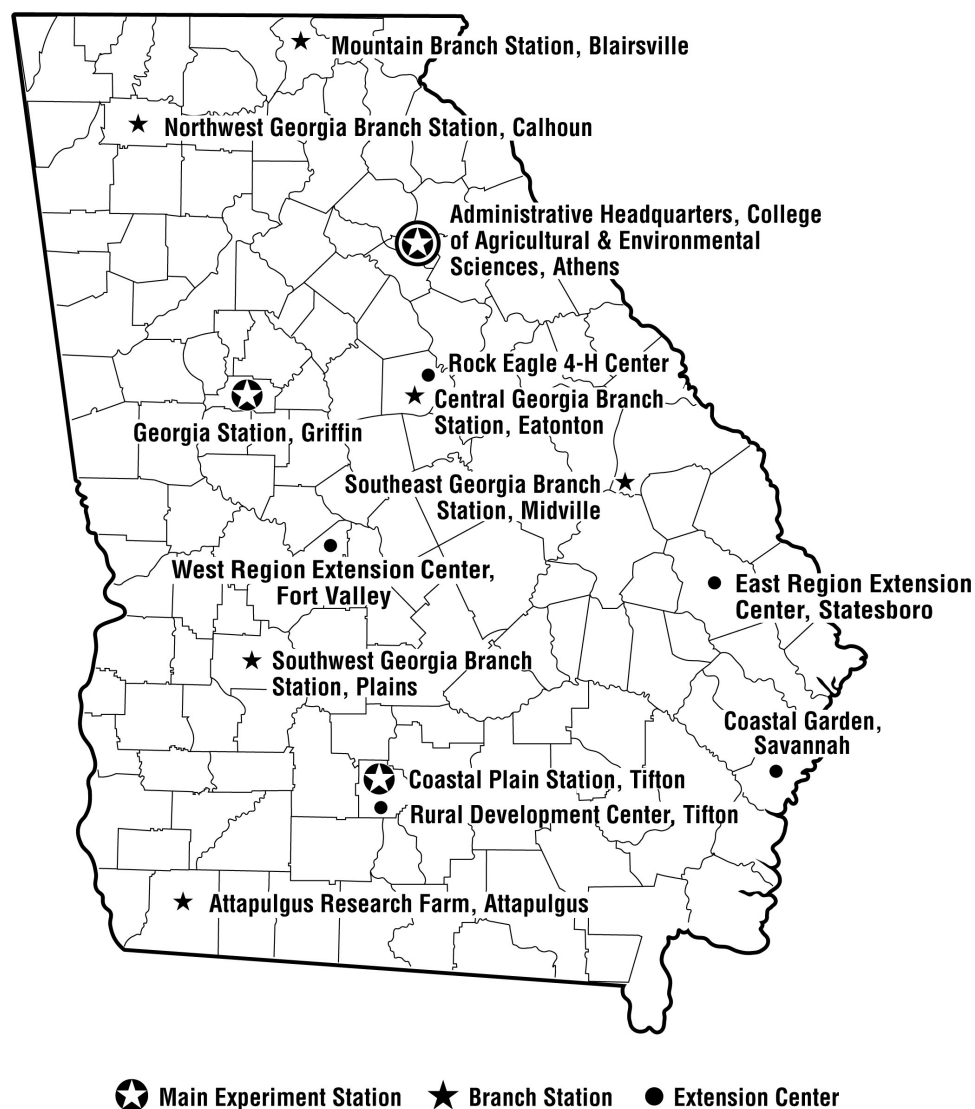 Mountain Branch Station, Blairsville
Northwest Georgia Branch Station, Calhoun
Administrative Headquarters, College
of Agricultural & Environmental
Sciences, Athens
Rock Eagle 4-H Center
Central Georgia Branch
Station, Eatonton
Georgia Station, Griffin
Southeast Georgia Branch
Station, Midville
West Region Extension Center,
Fort Valley
East Region Extension
Center, Statesboro
Southwest Georgia Branch
Station, Plains
Coastal Garden,
Savannah
Coastal Plain Station, Tifton
Rural Development Center, Tifton
Attapulgus Research Farm, Attapulgus
Main Experiment Station
Branch Station
Extension Center